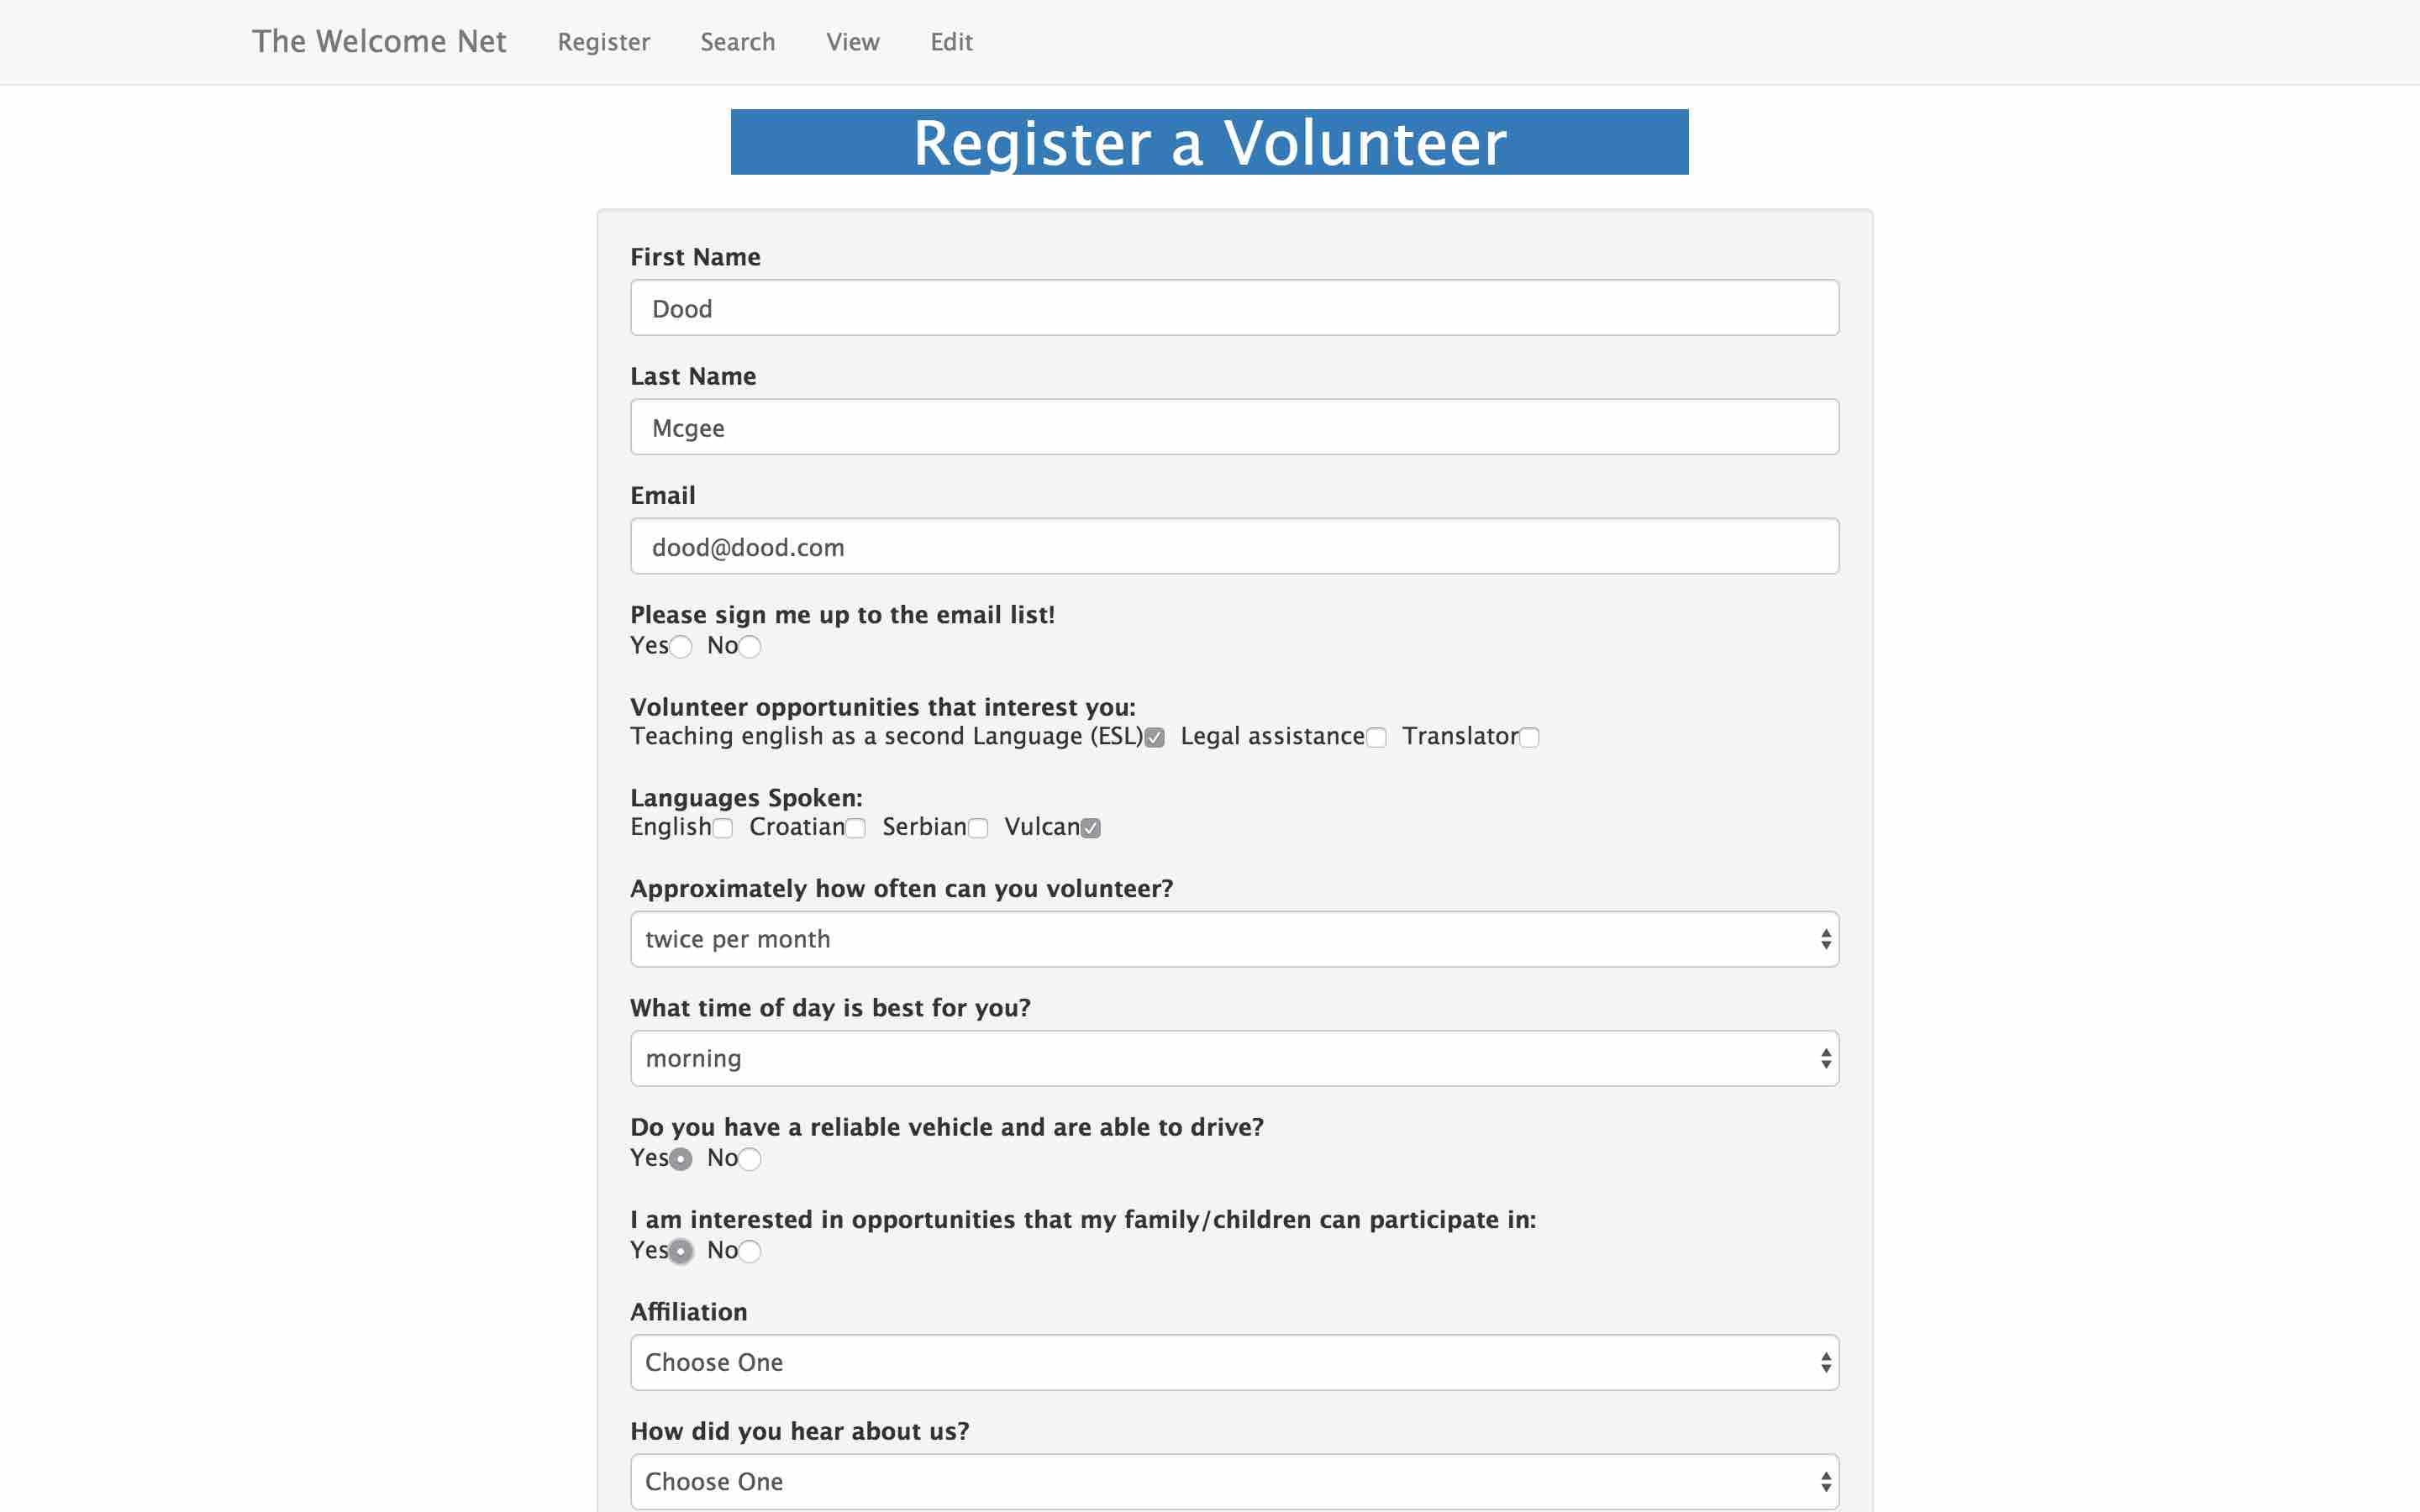 The Welcome Net Register Search View Edit
Register a Volunteer
First Name
Dood
Last Name
Mcgee
Email
dood@dood.com
Please sign me up to the email list!
Yes No
Volunteer opportunities that interest you:
Teaching english as a second Language (ESL) Legal assistance Translator
Languages Spoken:
English Croatian Serbian Vulcan
Approximately how often can you volunteer?
twice per month
What time of day is best for you?
morning
Do you have a reliable vehicle and are able to drive?
Yes No
I am interested in opportunities that my family/children can participate in:
Yes No
Affiliation
Choose One
How did you hear about us?
Choose One